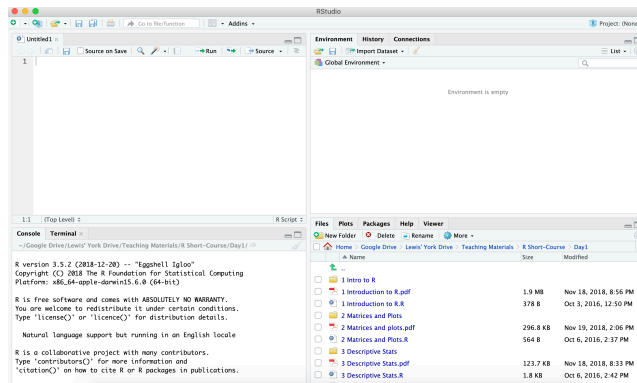 RStudio
Go to file/function
Addins
Project: (None
Untitled1
Source on Save
Run
Source
1
1:1
(Top Level)
R Script
Console
Terminal
~/Google Drive/Lewis' York Drive/Teaching Materials/R Short-Course/Day1/
R version 3.5.2 (2018-12-20) -- "Eggshell Igloo"
Copyright (C) 2018 The R Foundation for Statistical Computing
Platform: x86_64-apple-darwin15.6.0 (64-bit)
R is free software and comes with ABSOLUTELY NO WARRANTY.
You are welcome to redistribute it under certain conditions.
Type 'license()' or 'licence()' for distribution details.
Natural language support but running in an English locale
R is a collaborative project with many contributors.
Type 'contributors()' for more information and
'citation()' on how to cite R or R packages in publications.
Environment
History
Connections
Import Dataset
List
Global Environment
Environment is empty
Files
Plots
Packages
Help
Viewer
New Folder
Delete
Rename
More
Home
Google Drive
Lewis' York Drive
Teaching Materials
R Short-Course
Day1
Name
Size
Modified
..
1 Intro to R
1 Introduction to R.pdf 1.9 MB Nov 18, 2018, 8:56 PM
1 Introduction to R.R 378 B Oct 3, 2016, 12:50 PM
2 Matrices and Plots
2 Matrices and plots.pdf 296.8 KB Nov 19, 2018, 2:06 PM
2 Matrices and Plots.R 564 B Oct 6, 2016, 2:37 PM
3 Descriptive Stats
3 Descriptive Stats.pdf 123.7 KB Nov 18, 2018, 8:33 PM
3 Descriptive Stats.R 1.8 KB Oct 6, 2016, 2:42 PM